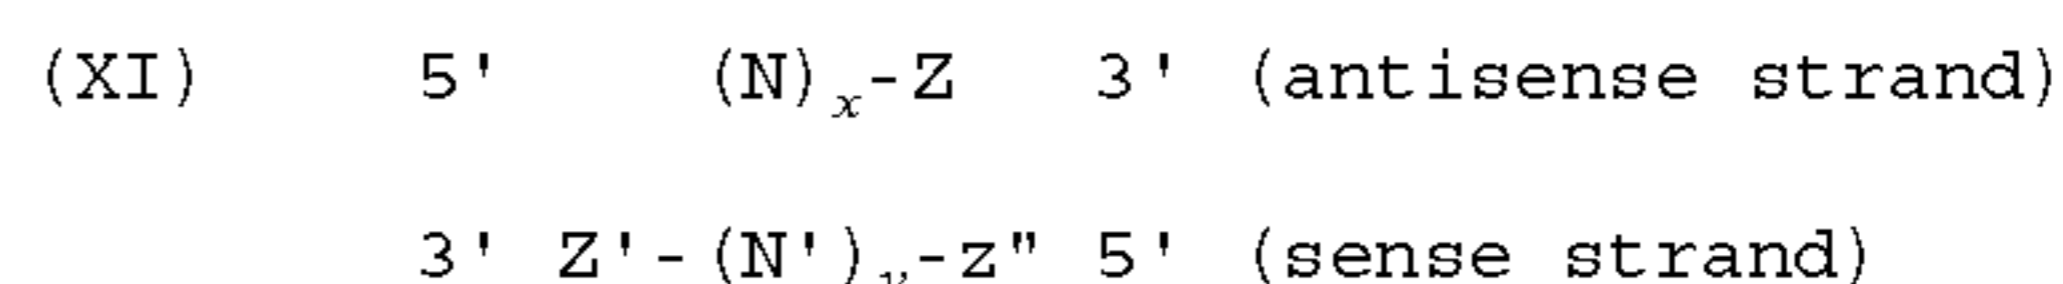 (XI) 5' (N)x-Z 3' (antisense strand)
3' Z'-(N')y-z" 5' (sense strand)